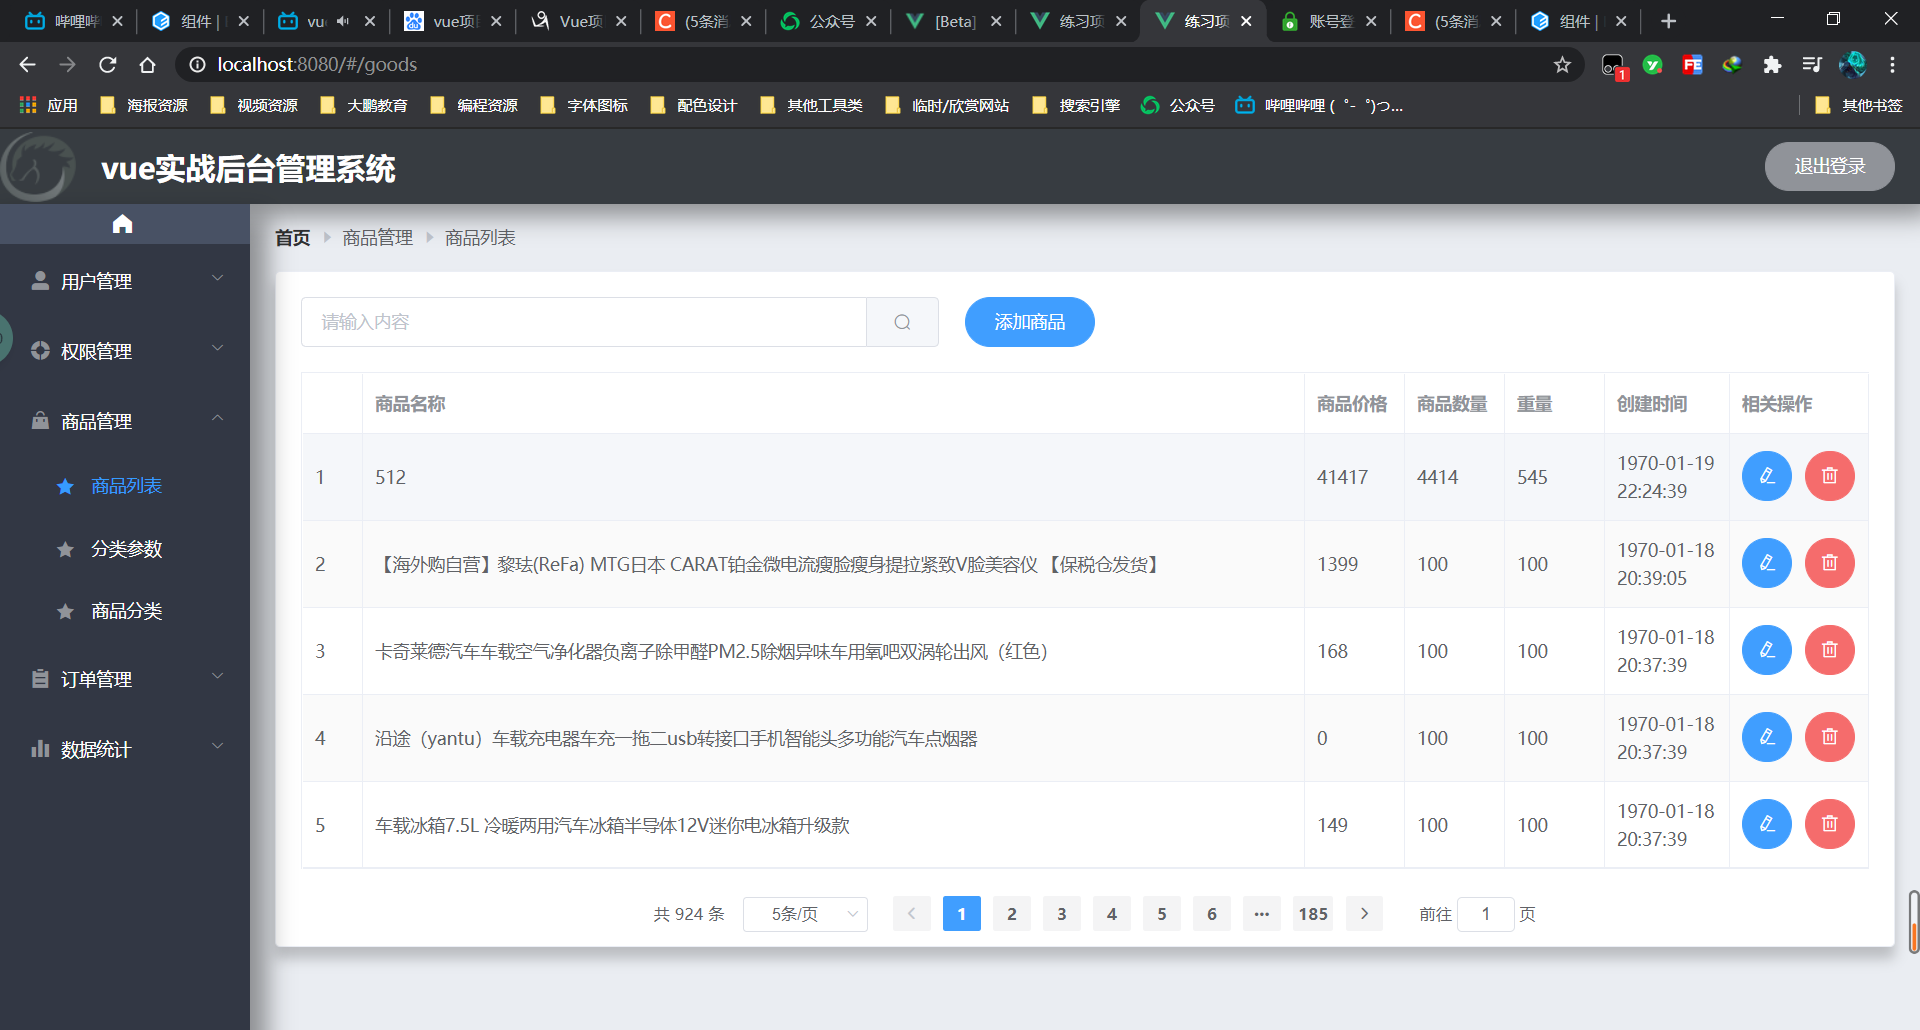 哔哩哔
组件 |
vue
vue项目
Vue项
(5条消
公众号
[Beta]
练习项
练习项
账号登
(5条消
组件 |
localhost:8080/#/goods
1
应用
海报资源
视频资源
大鹏教育
编程资源
字体图标
配色设计
其他工具类
临时/欣赏网站
搜索引擎
公众号
哔哩哔哩 ( ゜- ゜)つ...
其他书签
vue实战后台管理系统
退出登录
首页
商品管理
商品列表
用户管理
权限管理
商品管理
商品列表
分类参数
商品分类
订单管理
数据统计
请输入内容
添加商品
商品名称 商品价格 商品数量 重量 创建时间 相关操作
1 512 41417 4414 545 1970-01-19 22:24:39
2 【海外购自营】黎珐(ReFa) MTG日本 CARAT铂金微电流瘦脸瘦身提拉紧致V脸美容仪 【保税仓发货】 1399 100 100 1970-01-18 20:39:05
3 卡奇莱德汽车车载空气净化器负离子除甲醛PM2.5除烟异味车用氧吧双涡轮出风（红色） 168 100 100 1970-01-18 20:37:39
4 沿途（yantu）车载充电器车充一拖二usb转接口手机智能头多功能汽车点烟器 0 100 100 1970-01-18 20:37:39
5 车载冰箱7.5L 冷暖两用汽车冰箱半导体12V迷你电冰箱升级款 149 100 100 1970-01-18 20:37:39
共 924 条 5条/页 1 2 3 4 5 6 ... 185 前往 1 页